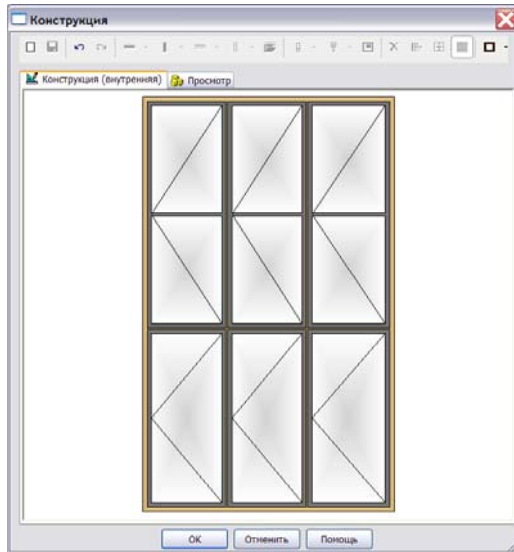 Конструкция
Конструкция (внутренняя) Просмотр
OK Отменить Помощь